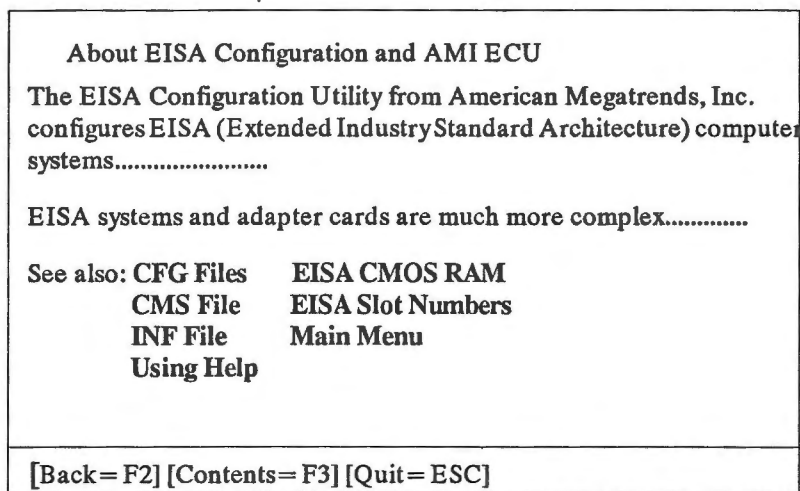 About EISA Configuration and AMI ECU
The EISA Configuration Utility from American Megatrends, Inc.
configures EISA (Extended Industry Standard Architecture) computer
systems........................
EISA systems and adapter cards are much more complex.............
See also: CFG Files EISA CMOS RAM
CMS File EISA Slot Numbers
INF File Main Menu
Using Help
[Back=F2] [Contents=F3] [Quit=ESC]